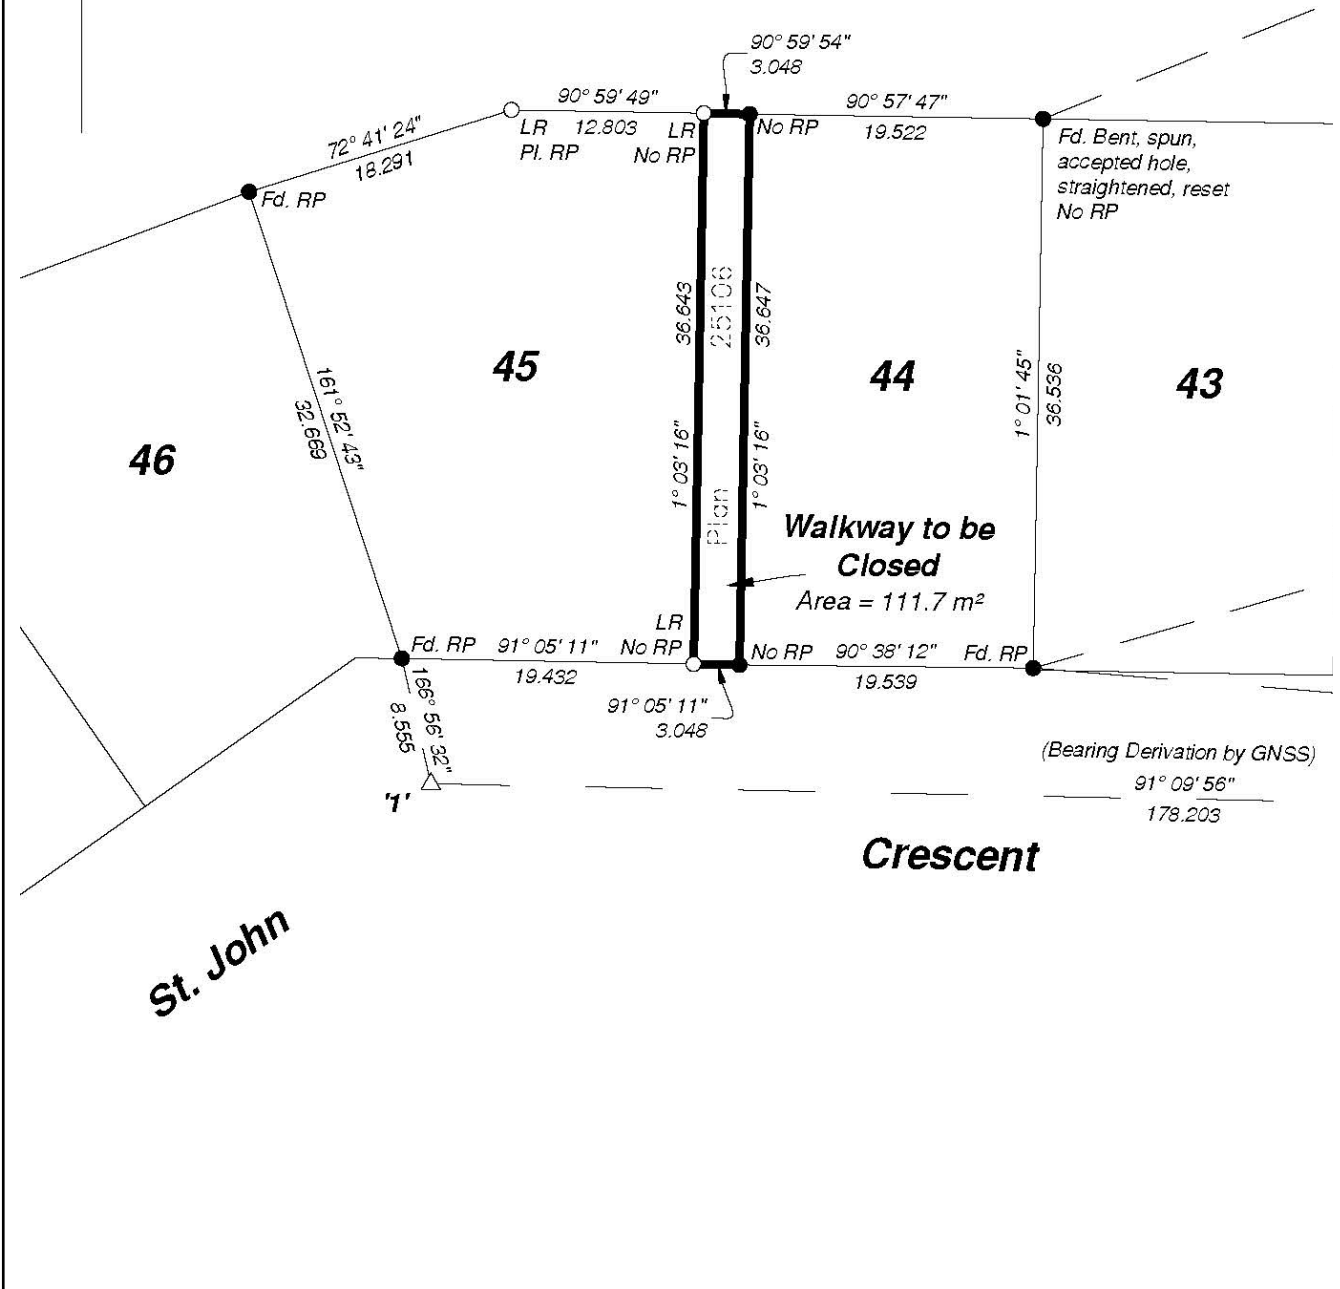 90° 59' 54"
3.048
90° 59' 49"
90° 57' 47"
72° 41' 24"
18.291
LR 12.803
Pl. RP
LR
No RP
No RP
19.522
Fd. Bent, spun,
accepted hole,
straightened, reset
No RP
Fd. RP
36.643
25106
36.647
45
44
43
46
161° 52' 43"
32.669
1° 01' 45"
36.536
1° 03' 16"
Plan
1° 03' 16"
Walkway to be
Closed
Area = 111.7 m²
LR
No RP
Fd. RP
91° 05' 11"
19.432
No RP
90° 38' 12"
19.539
Fd. RP
91° 05' 11"
3.048
166° 56' 32"
8.555
'1'
(Bearing Derivation by GNSS)
91° 09' 56"
178.203
Crescent
St. John